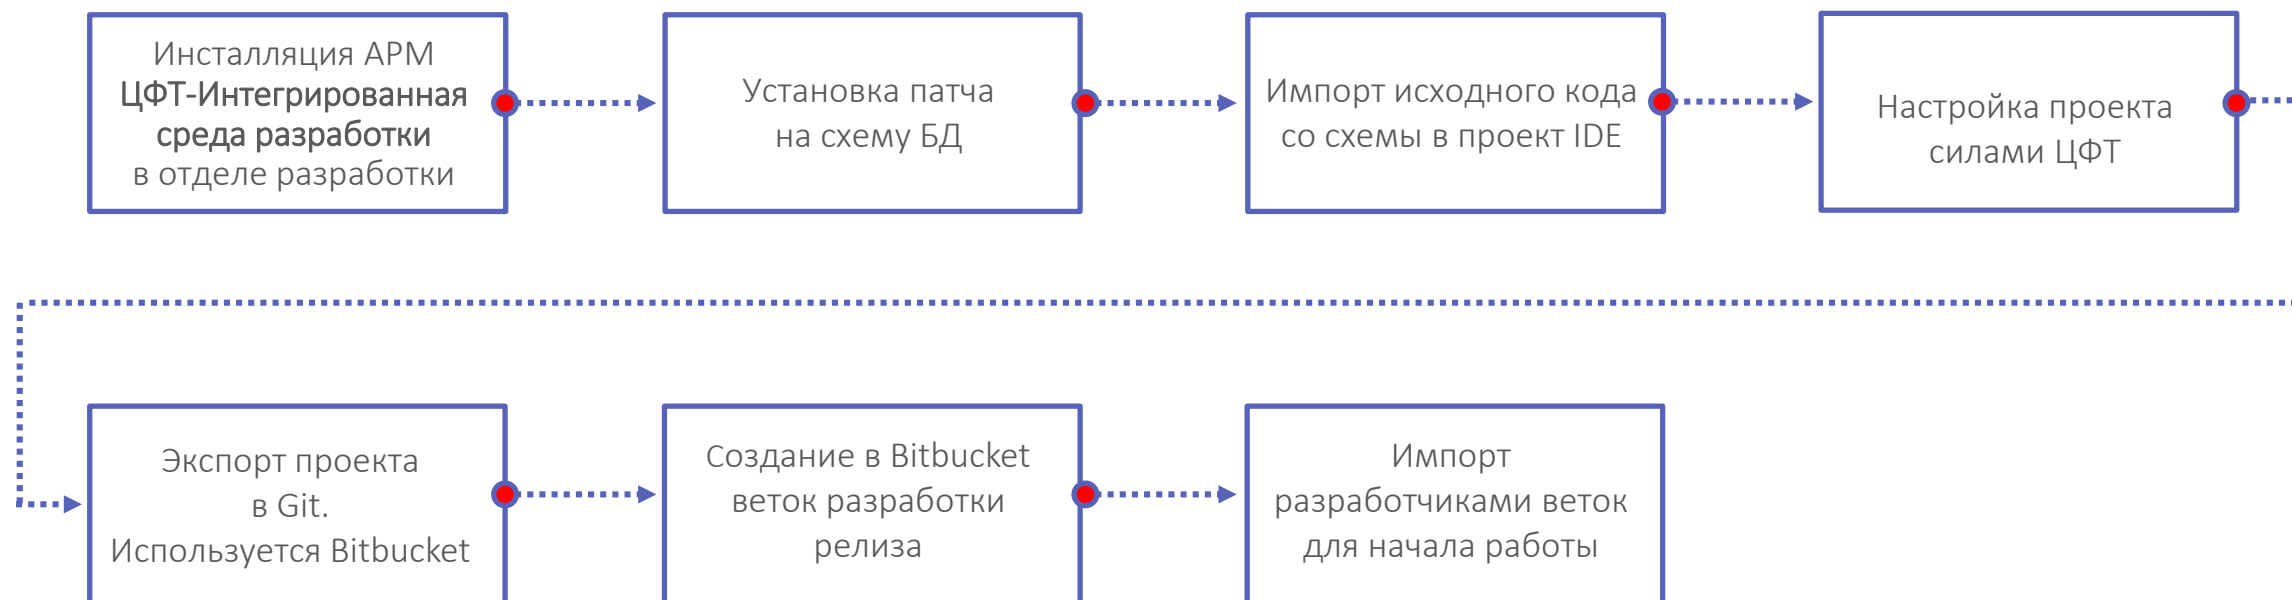 Инсталляция АРМ
ЦФТ-Интегрированная
среда разработки
в отделе разработки
Установка патча
на схему БД
Импорт исходного кода
со схемы в проект IDE
Настройка проекта
силами ЦФТ
Экспорт проекта
в Git.
Используется Bitbucket
Создание в Bitbucket
веток разработки
релиза
Импорт
разработчиками веток
для начала работы